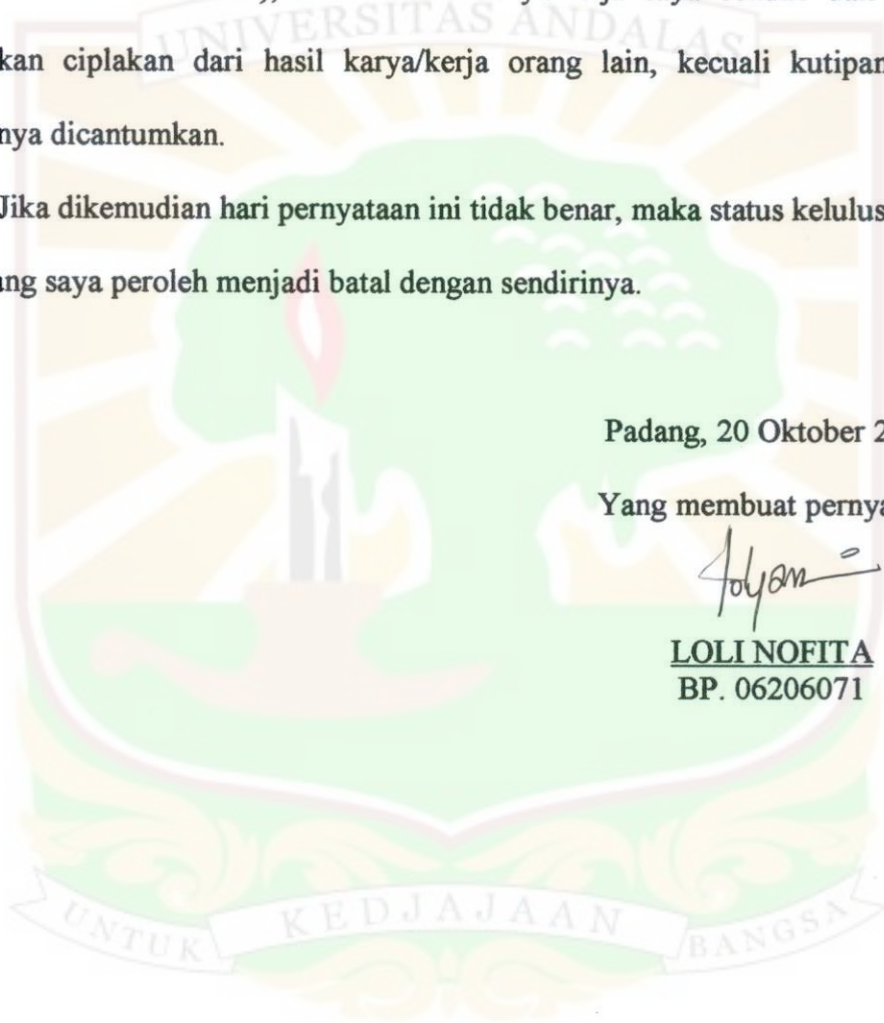 UNIVERSITAS ANDALAS
kan ciplakan dari hasil karya/kerja orang lain, kecuali kutipan
nya dicantumkan.
Jika dikemudian hari pernyataan ini tidak benar, maka status kelulus
ng saya peroleh menjadi batal dengan sendirinya.
Padang, 20 Oktober 2
Yang membuat pernya
LOLI NOFITA
BP. 06206071
UNTUK KEDJAJAAN BANGSA